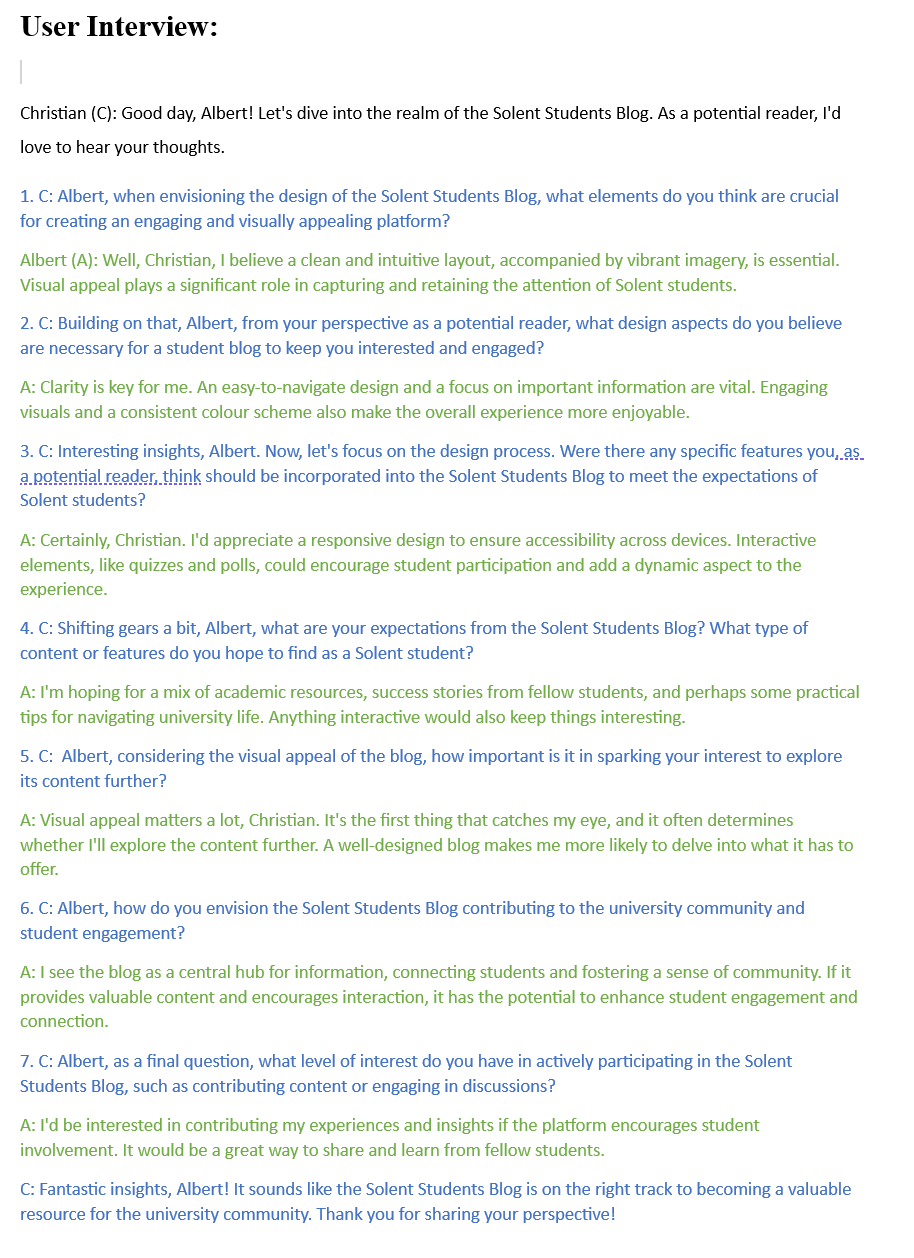 User Interview:
Christian (C): Good day, Albert! Let's dive into the realm of the Solent Students Blog. As a potential reader, I'd
love to hear your thoughts.
1. C: Albert, when envisioning the design of the Solent Students Blog, what elements do you think are crucial
for creating an engaging and visually appealing platform?
Albert (A): Well, Christian, I believe a clean and intuitive layout, accompanied by vibrant imagery, is essential.
Visual appeal plays a significant role in capturing and retaining the attention of Solent students.
2. C: Building on that, Albert, from your perspective as a potential reader, what design aspects do you believe
are necessary for a student blog to keep you interested and engaged?
A: Clarity is key for me. An easy-to-navigate design and a focus on important information are vital. Engaging
visuals and a consistent colour scheme also make the overall experience more enjoyable.
3. C: Interesting insights, Albert. Now, let's focus on the design process. Were there any specific features you, as
a potential reader, think should be incorporated into the Solent Students Blog to meet the expectations of
Solent students?
A: Certainly, Christian. I'd appreciate a responsive design to ensure accessibility across devices. Interactive
elements, like quizzes and polls, could encourage student participation and add a dynamic aspect to the
experience.
4. C: Shifting gears a bit, Albert, what are your expectations from the Solent Students Blog? What type of
content or features do you hope to find as a Solent student?
A: I'm hoping for a mix of academic resources, success stories from fellow students, and perhaps some practical
tips for navigating university life. Anything interactive would also keep things interesting.
5. C:  Albert, considering the visual appeal of the blog, how important is it in sparking your interest to explore
its content further?
A: Visual appeal matters a lot, Christian. It's the first thing that catches my eye, and it often determines
whether I'll explore the content further. A well-designed blog makes me more likely to delve into what it has to
offer.
6. C: Albert, how do you envision the Solent Students Blog contributing to the university community and
student engagement?
A: I see the blog as a central hub for information, connecting students and fostering a sense of community. If it
provides valuable content and encourages interaction, it has the potential to enhance student engagement and
connection.
7. C: Albert, as a final question, what level of interest do you have in actively participating in the Solent
Students Blog, such as contributing content or engaging in discussions?
A: I'd be interested in contributing my experiences and insights if the platform encourages student
involvement. It would be a great way to share and learn from fellow students.
C: Fantastic insights, Albert! It sounds like the Solent Students Blog is on the right track to becoming a valuable
resource for the university community. Thank you for sharing your perspective!